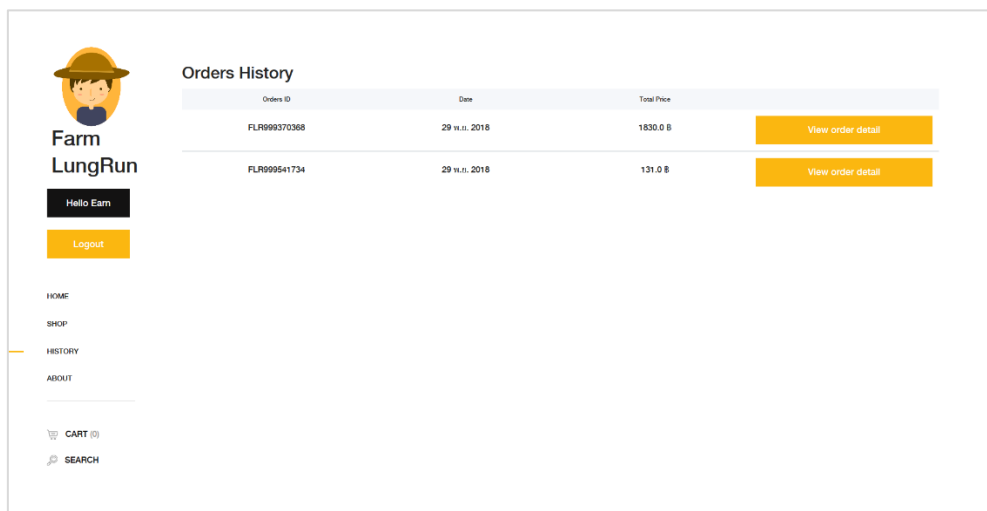 Farm
LungRun
Hello Earn
Logout
HOME
SHOP
HISTORY
ABOUT
CART (0)
SEARCH
Orders History
Orders ID Date Total Price
FLR999370368 29 พ.ย. 2018 1830.0 ฿ View order detail
FLR999541734 29 พ.ย. 2018 131.0 ฿ View order detail